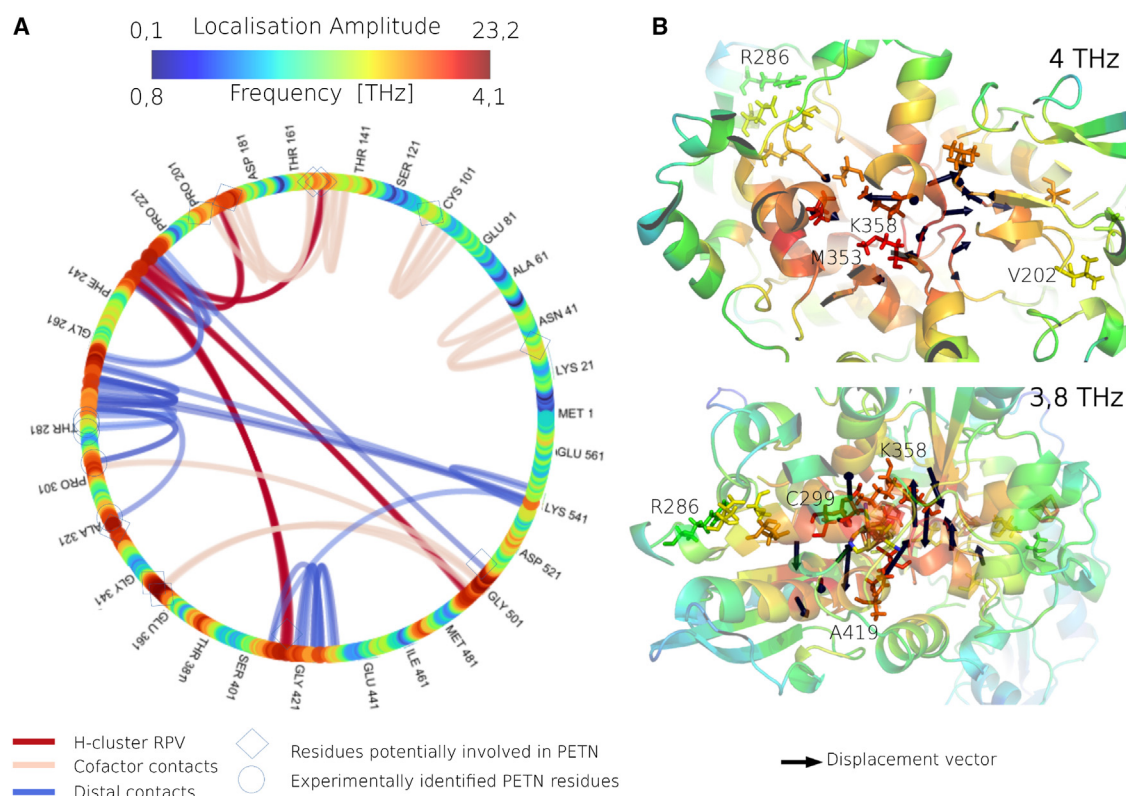 A
0,1 Localisation Amplitude 23,2
0,8 Frequency [THz] 4,1
THR 161
THR 141
ASP 181
SER 121
PRO 201
CYS 101
PRO 221
GLU 81
PHE 241
ALA 61
GLY 261
ASN 41
LYS 21
THR 281
MET 1
GLU 561
PRO 301
LYS 541
ALA 321
ASP 521
GLY 341
GLY 501
GLU 361
MET 481
THR 381
ILE 461
SER 401
GLU 441
GLY 421
H-cluster RPV
Cofactor contacts
Distal contacts
Residues potentially involved in PETN
Experimentally identified PETN residues
B
R286
4 THz
K358
M353
V202
3,8 THz
K358
R286
C299
A419
Displacement vector